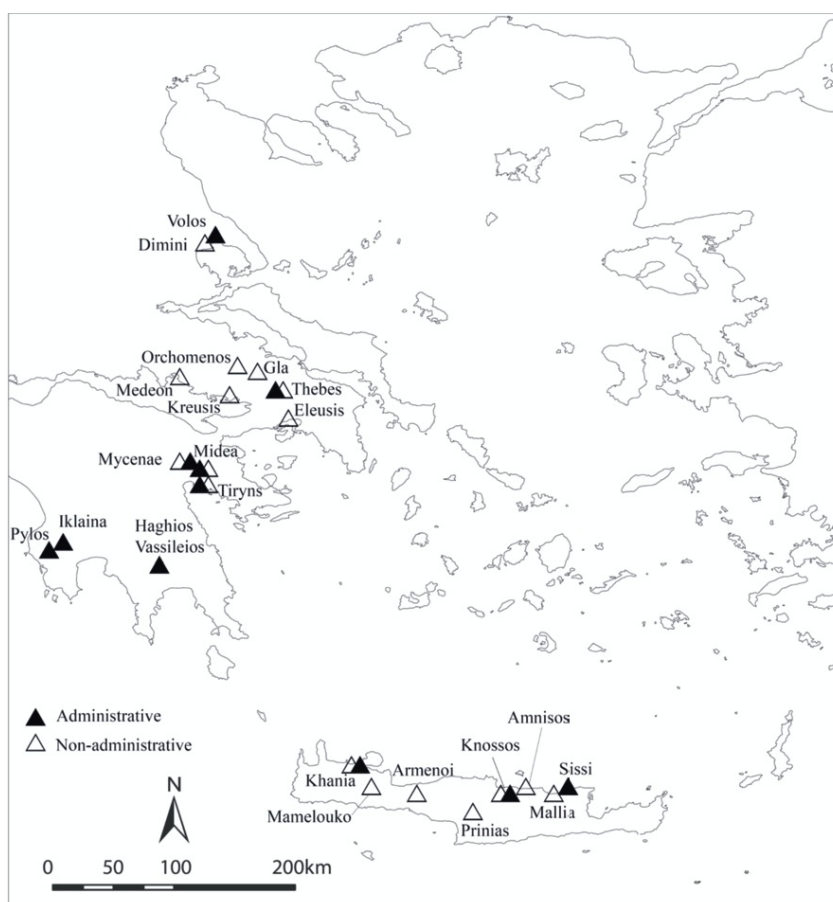 Volos
Dimini
Orchomenos
Gla
Medeon
Thebes
Kreusis
Eleusis
Mycenae
Midea
Tiryns
Iklaina
Pylos
Haghios
Vassileios
Administrative
Non-administrative
Amnisos
Knossos
Sissi
Khania
Armenoi
Mamelouko
Mallia
Prinias
N
0 50 100 200km